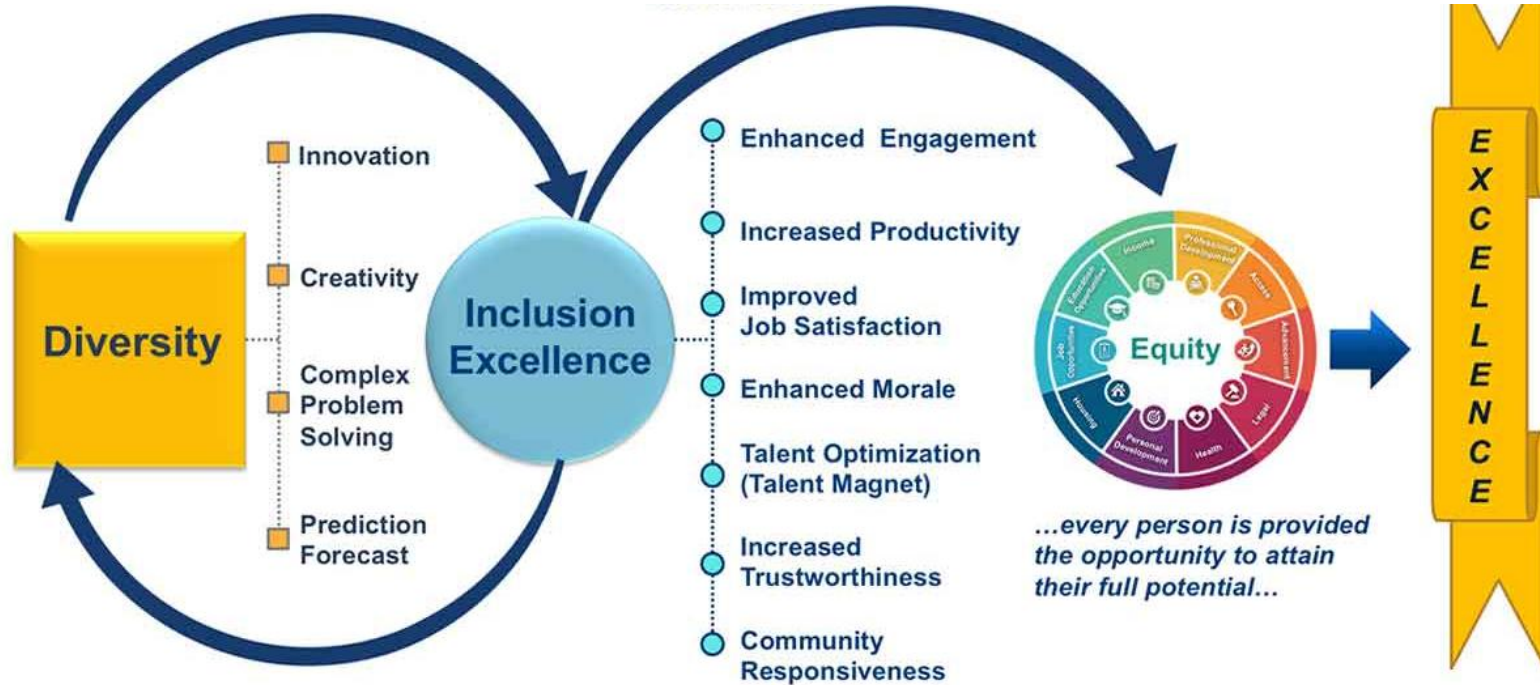 Diversity
Innovation
Creativity
Complex
Problem
Solving
Prediction
Forecast
Inclusion
Excellence
Enhanced Engagement
Increased Productivity
Improved
Job Satisfaction
Enhanced Morale
Talent Optimization
(Talent Magnet)
Increased
Trustworthiness
Community
Responsiveness
Equity
Professional
Development
Access
Advancement
Legal
Health
Personal
Development
Housing
Job
Opportunities
Education
Opportunities
Income
...every person is provided
the opportunity to attain
their full potential...
EXCELLENCE